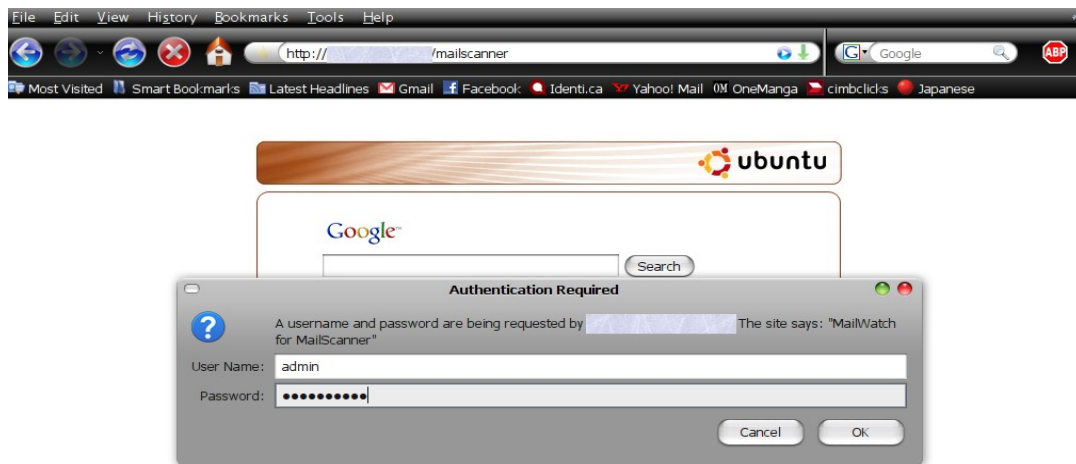 File Edit View History Bookmarks Tools Help
http:// /mailscanner
G Google
ABP
Most Visited Smart Bookmarks Latest Headlines Gmail Facebook Identi.ca Yahoo! Mail OM OneManga cimbclicks Japanese
ubuntu
Google
Search
Authentication Required
A username and password are being requested by The site says: "MailWatch
for MailScanner"
User Name: admin
Password: ●●●●●●●●●●
Cancel OK